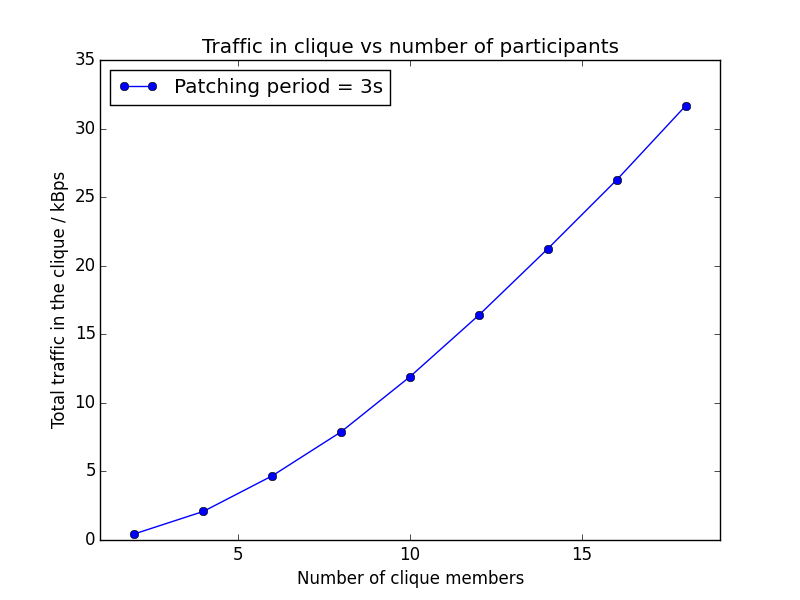 Traffic in clique vs number of participants
Patching period = 3s
Total traffic in the clique / kBps
35
30
25
20
15
10
5
0
5
10
15
Number of clique members